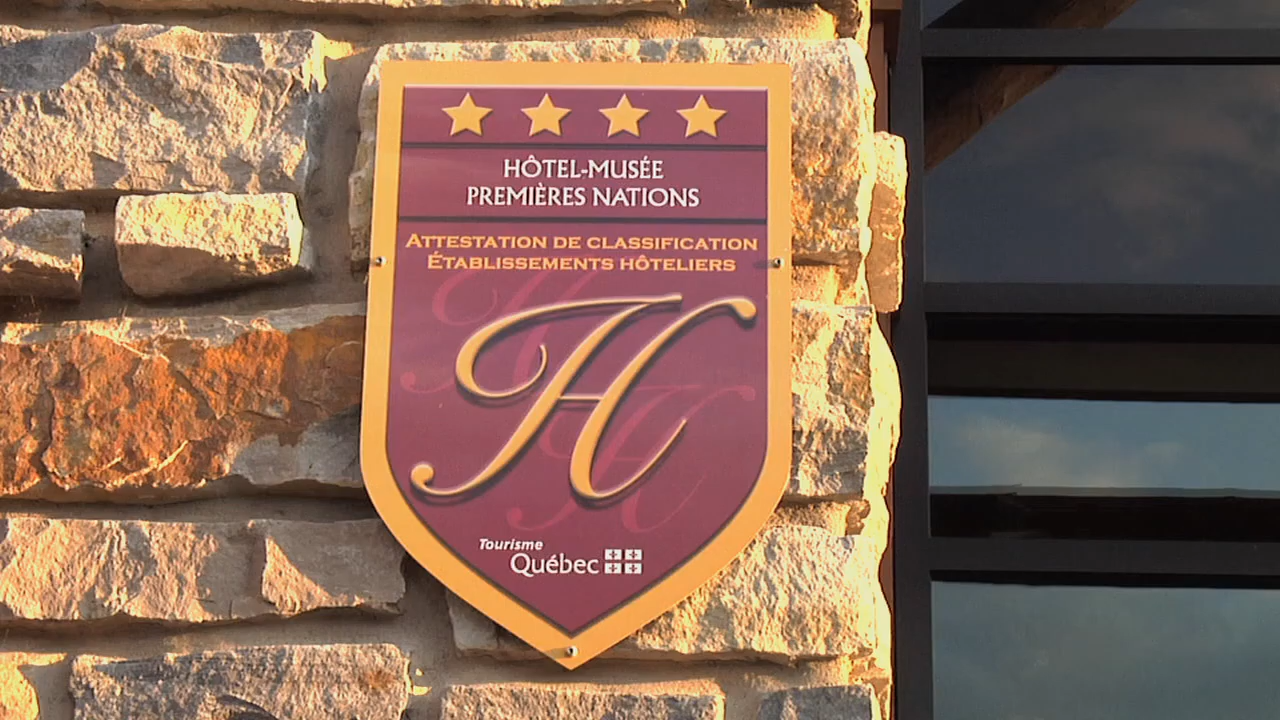 HÔTEL-MUSÉE
PREMIÈRES NATIONS
ATTESTATION DE CLASSIFICATION
ÉTABLISSEMENTS HÔTELIERS
H
Tourisme
Québec